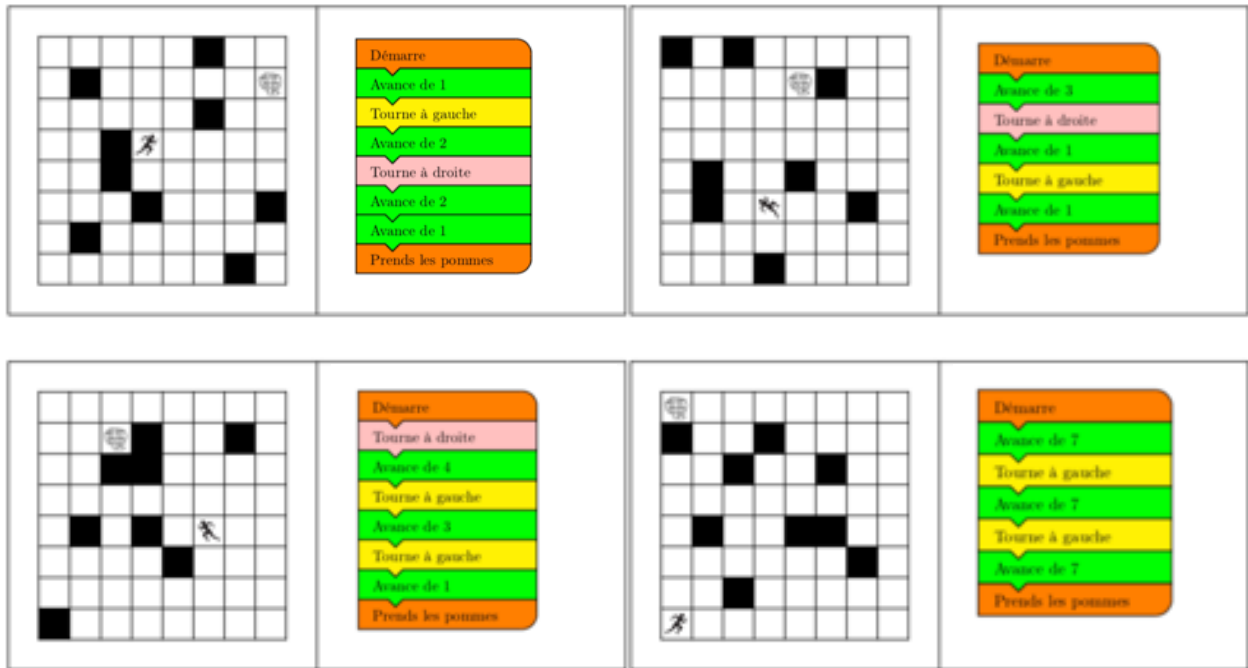 Démarre
Avance de 1
Tourne à gauche
Avance de 2
Tourne à droite
Avance de 2
Avance de 1
Prends les pommes
Démarre
Avance de 3
Tourne à droite
Avance de 1
Tourne à gauche
Avance de 1
Prends les pommes
Démarre
Tourne à droite
Avance de 4
Tourne à gauche
Avance de 3
Tourne à gauche
Avance de 1
Prends les pommes
Démarre
Avance de 7
Tourne à gauche
Avance de 7
Tourne à gauche
Avance de 7
Prends les pommes